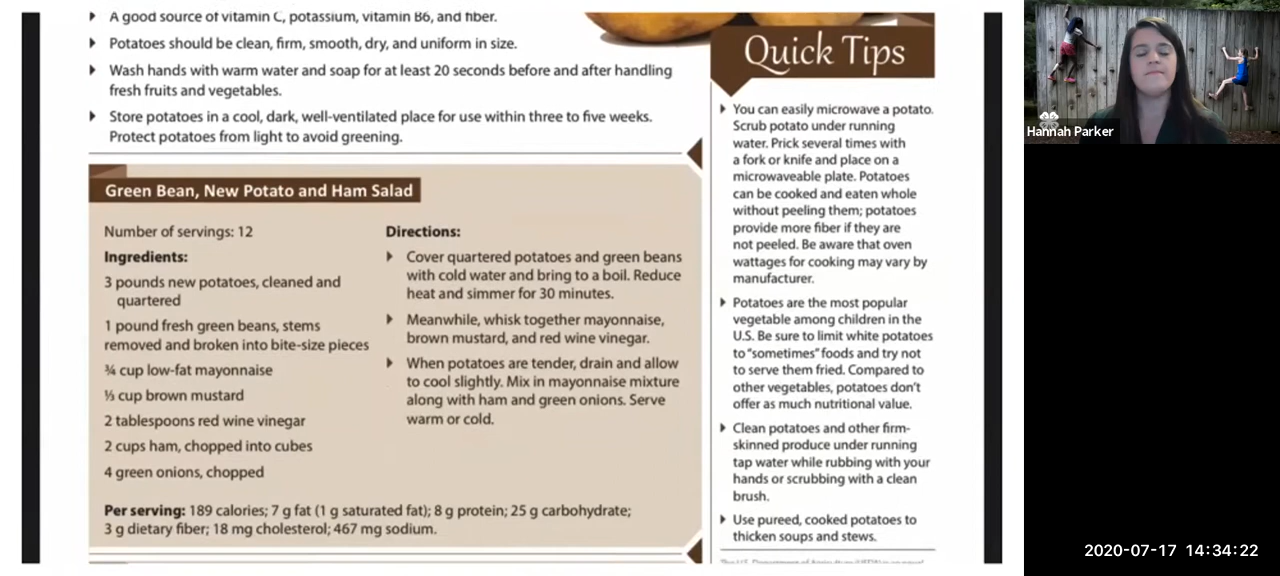 A good source of vitamin C, potassium, vitamin B6, and fiber.
Potatoes should be clean, firm, smooth, dry, and uniform in size.
Wash hands with warm water and soap for at least 20 seconds before and after handling
fresh fruits and vegetables.
Store potatoes in a cool, dark, well-ventilated place for use within three to five weeks.
Protect potatoes from light to avoid greening.
Green Bean, New Potato and Ham Salad
Number of servings: 12
Ingredients:
3 pounds new potatoes, cleaned and
quartered
1 pound fresh green beans, stems
removed and broken into bite-size pieces
¾ cup low-fat mayonnaise
⅓ cup brown mustard
2 tablespoons red wine vinegar
2 cups ham, chopped into cubes
4 green onions, chopped
Directions:
Cover quartered potatoes and green beans
with cold water and bring to a boil. Reduce
heat and simmer for 30 minutes.
Meanwhile, whisk together mayonnaise,
brown mustard, and red wine vinegar.
When potatoes are tender, drain and allow
to cool slightly. Mix in mayonnaise mixture
along with ham and green onions. Serve
warm or cold.
Per serving: 189 calories; 7 g fat (1 g saturated fat); 8 g protein; 25 g carbohydrate;
3 g dietary fiber; 18 mg cholesterol; 467 mg sodium.
Quick Tips
You can easily microwave a potato.
Scrub potato under running
water. Prick several times with
a fork or knife and place on a
microwaveable plate. Potatoes
can be cooked and eaten whole
without peeling them; potatoes
provide more fiber if they are
not peeled. Be aware that oven
wattages for cooking may vary by
manufacturer.
Potatoes are the most popular
vegetable among children in the
U.S. Be sure to limit white potatoes
to "sometimes" foods and try not
to serve them fried. Compared to
other vegetables, potatoes don't
offer as much nutritional value.
Clean potatoes and other firm-
skinned produce under running
tap water while rubbing with your
hands or scrubbing with a clean
brush.
Use pureed, cooked potatoes to
thicken soups and stews.
Hannah Parker
2020-07-17 14:34:22